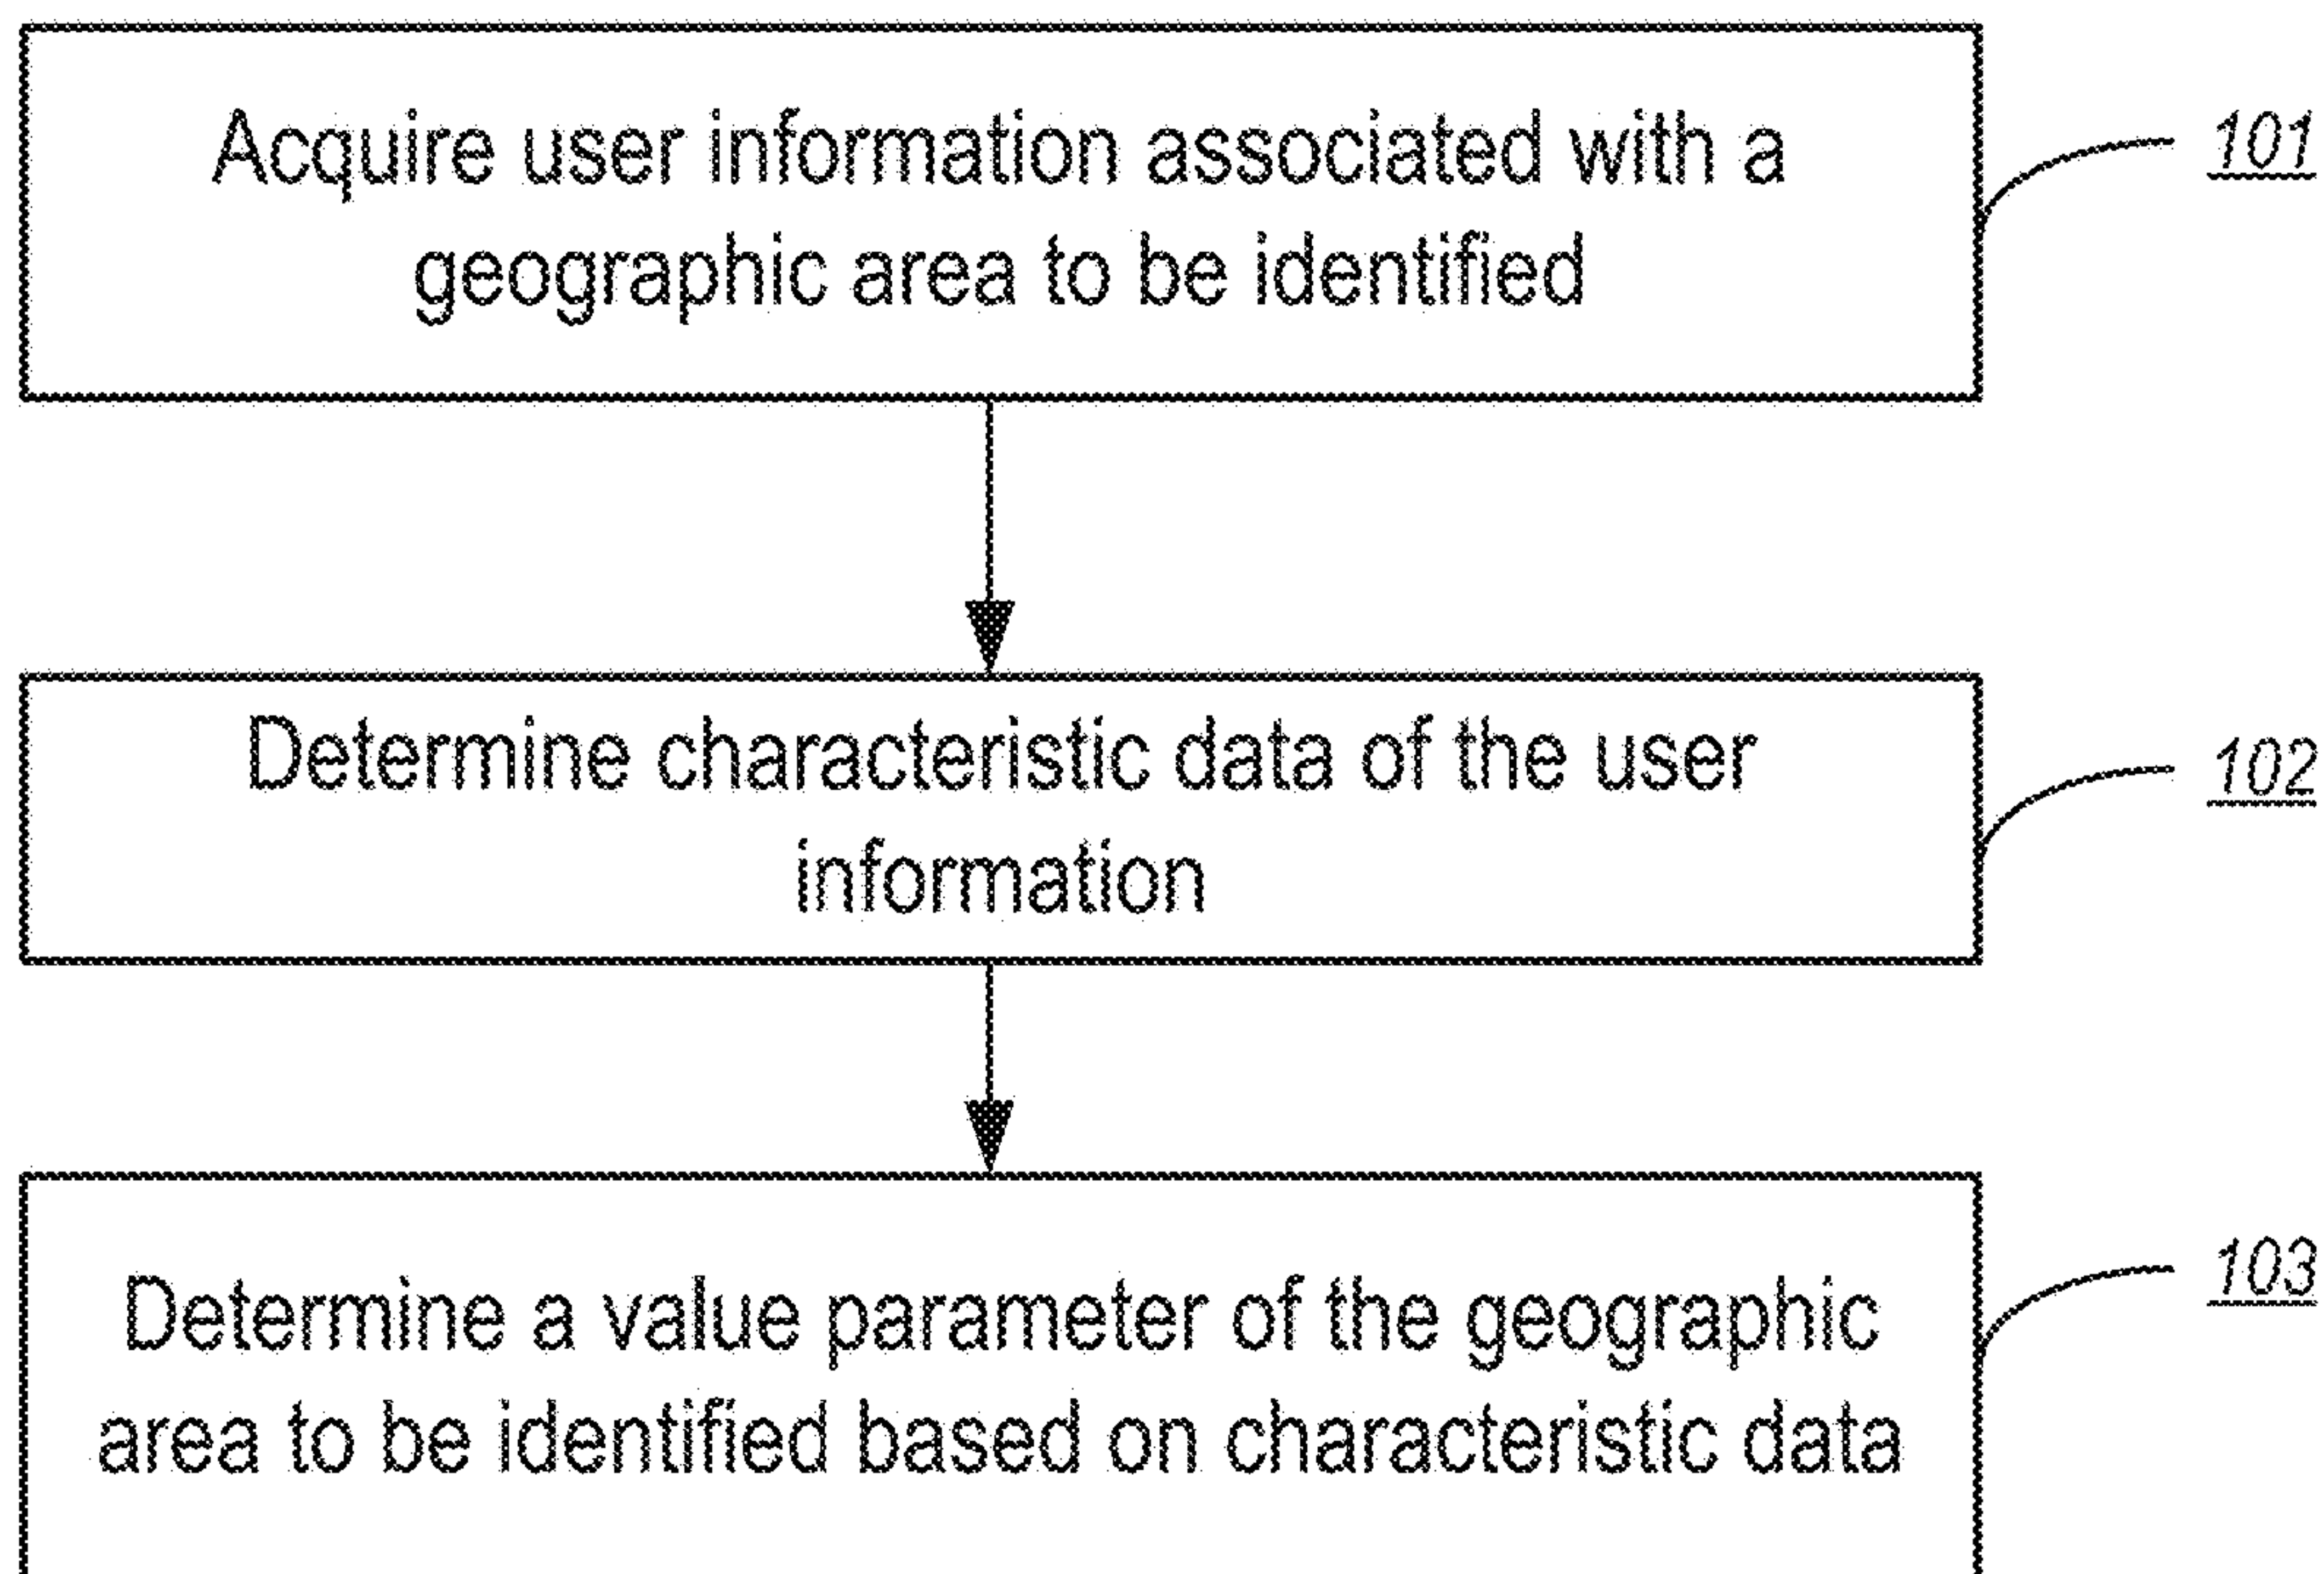 Acquire user information associated with a
geographic area to be identified
101
Determine characteristic data of the user
information
102
Determine a value parameter of the geographic
area to be identified based on characteristic data
103